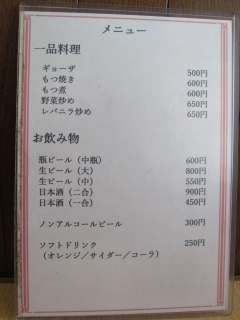 メニュー
一品料理
ギョーザ 500円
もつ焼き 600円
もつ煮 600円
野菜炒め 650円
レバニラ炒め 650円
お飲み物
瓶ビール（中瓶） 600円
生ビール（大） 800円
生ビール（中） 550円
日本酒（二合） 900円
日本酒（一合） 450円
ノンアルコールビール 300円
ソフトドリンク 250円
（オレンジ／サイダー／コーラ）